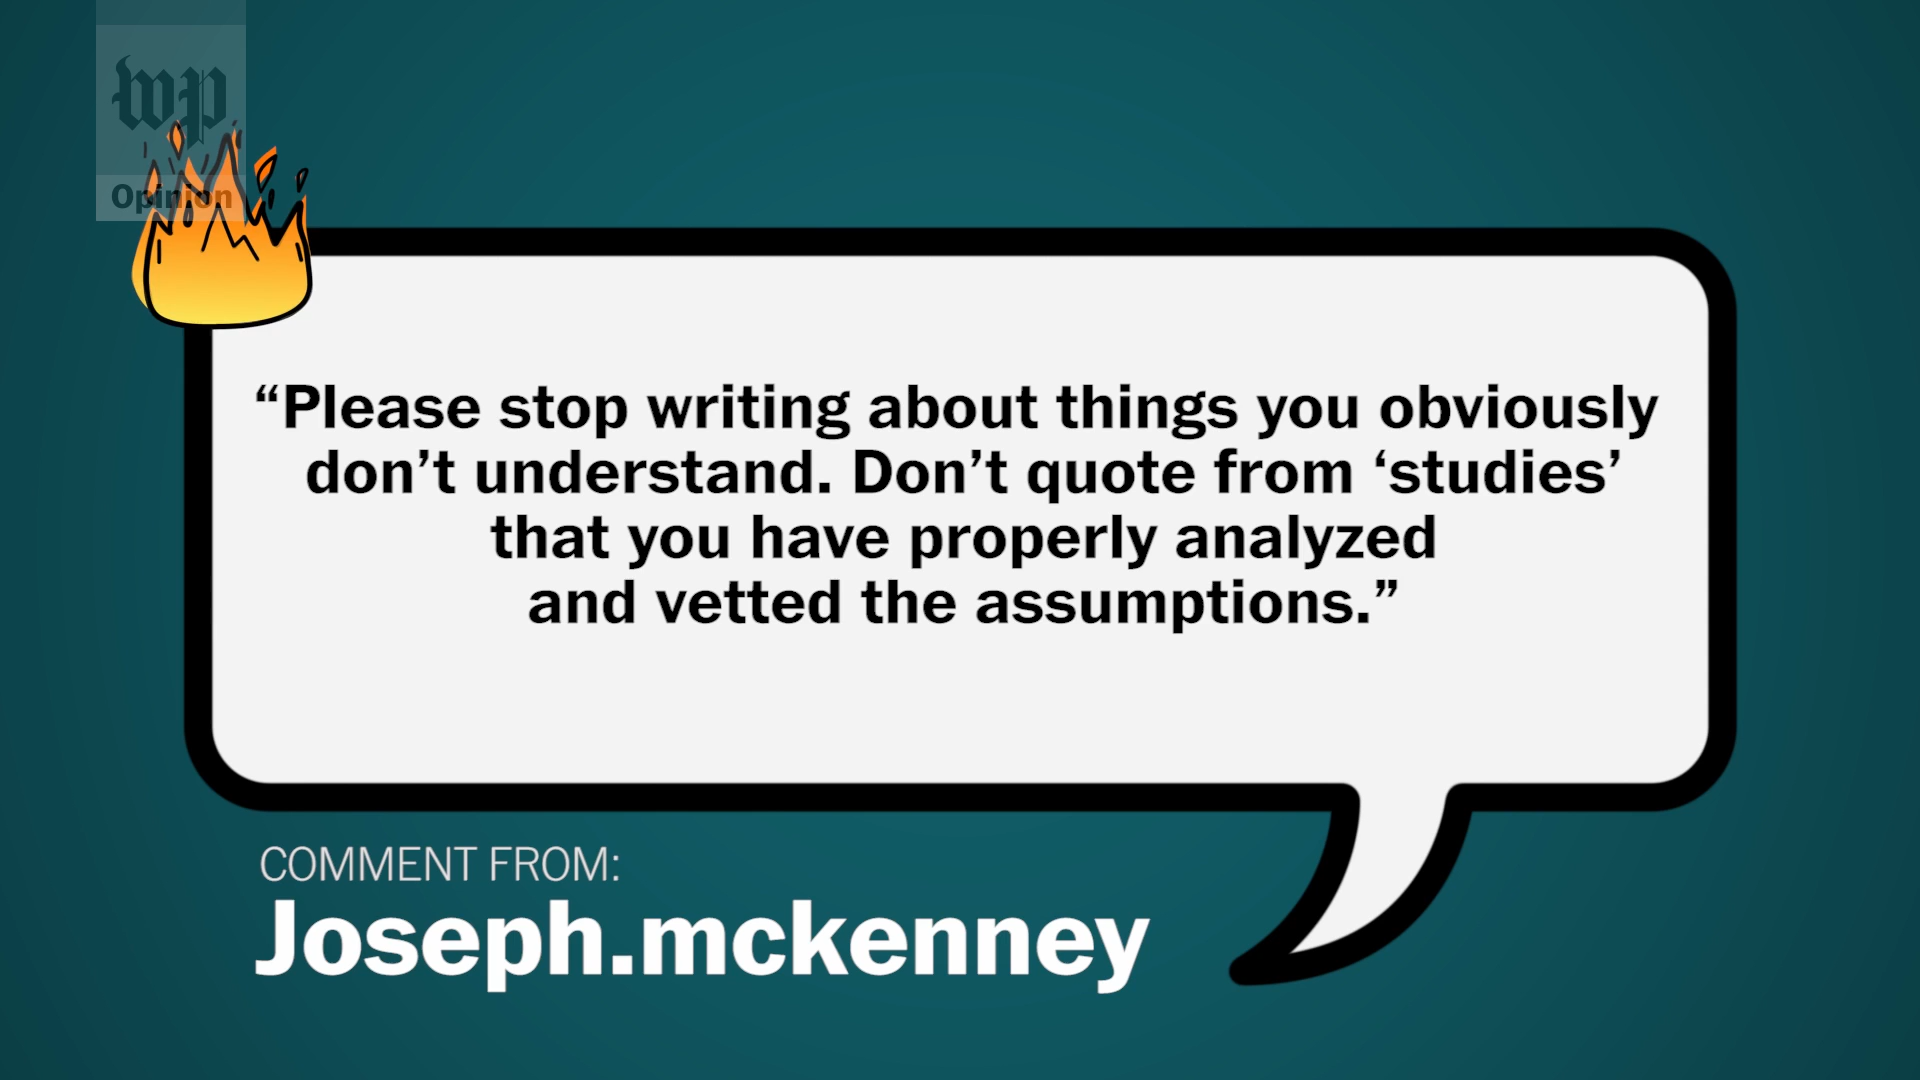 wp
Opinion
“Please stop writing about things you obviously
don’t understand. Don’t quote from ‘studies’
that you have properly analyzed
and vetted the assumptions.”
COMMENT FROM:
Joseph.mckenney